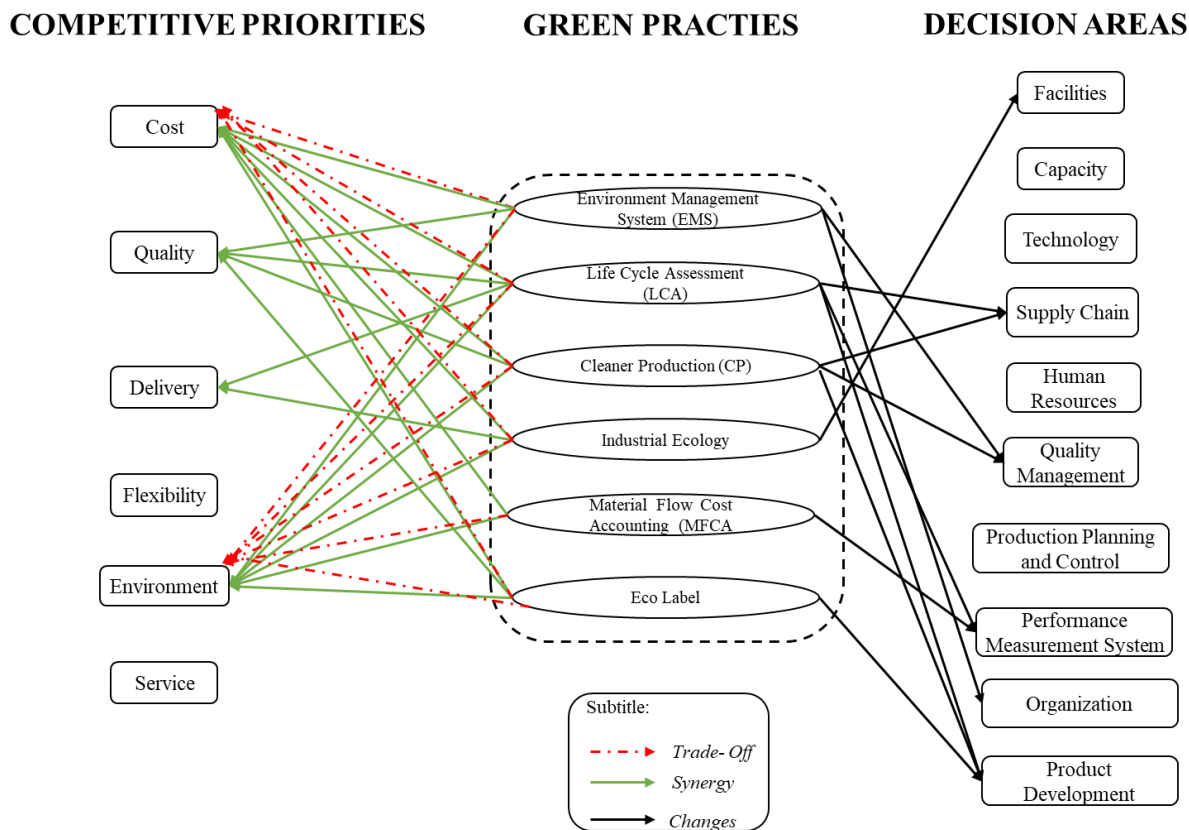 COMPETITIVE PRIORITIES
GREEN PRACTIES
DECISION AREAS
Cost
Quality
Delivery
Flexibility
Environment
Service
Environment Management
System (EMS)
Life Cycle Assessment
(LCA)
Cleaner Production (CP)
Industrial Ecology
Material Flow Cost
Accounting (MFCA
Eco Label
Facilities
Capacity
Technology
Supply Chain
Human
Resources
Quality
Management
Production Planning
and Control
Performance
Measurement System
Organization
Product
Development
Subtitle:
Trade- Off
Synergy
Changes